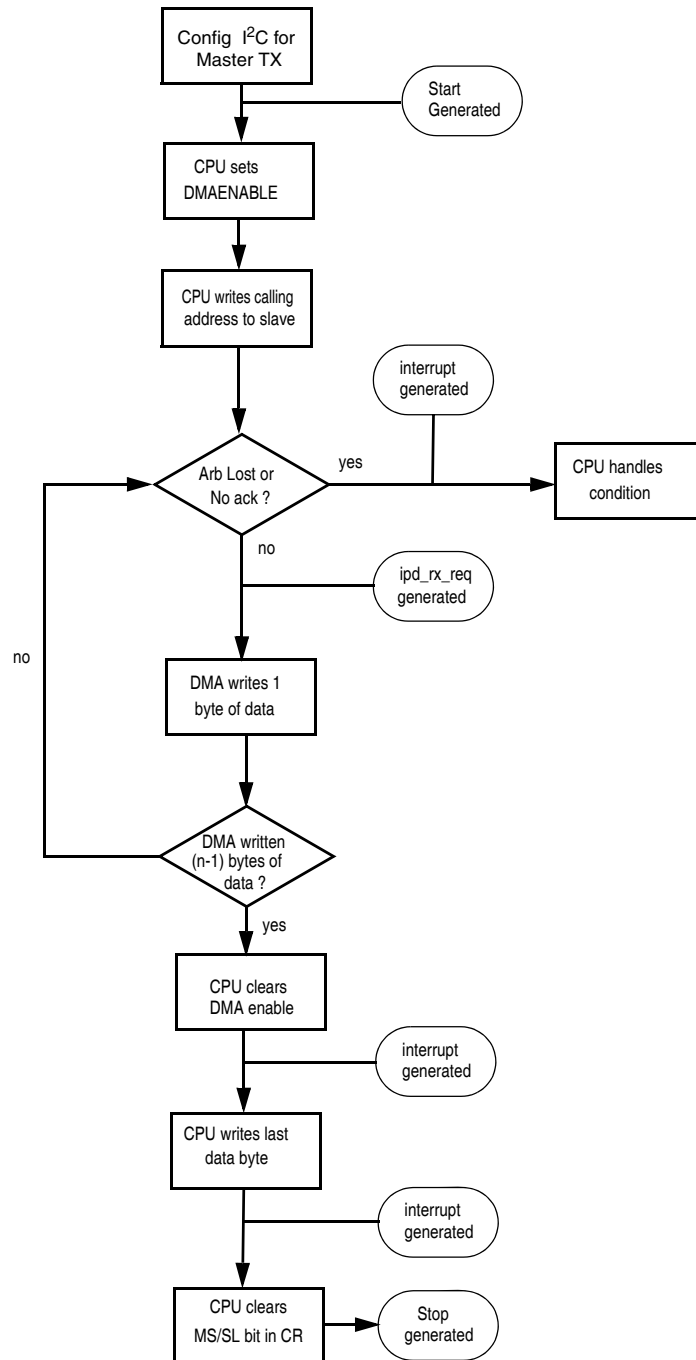 Config I²C for
Master TX
Start
Generated
CPU sets
DMAENABLE
CPU writes calling
address to slave
interrupt
generated
Arb Lost or
No ack ?
yes
CPU handles
condition
no
ipd_rx_req
generated
no
DMA writes 1
byte of data
DMA written
(n-1) bytes of
data ?
yes
CPU clears
DMA enable
interrupt
generated
CPU writes last
data byte
interrupt
generated
CPU clears
MS/SL bit in CR
Stop
generated